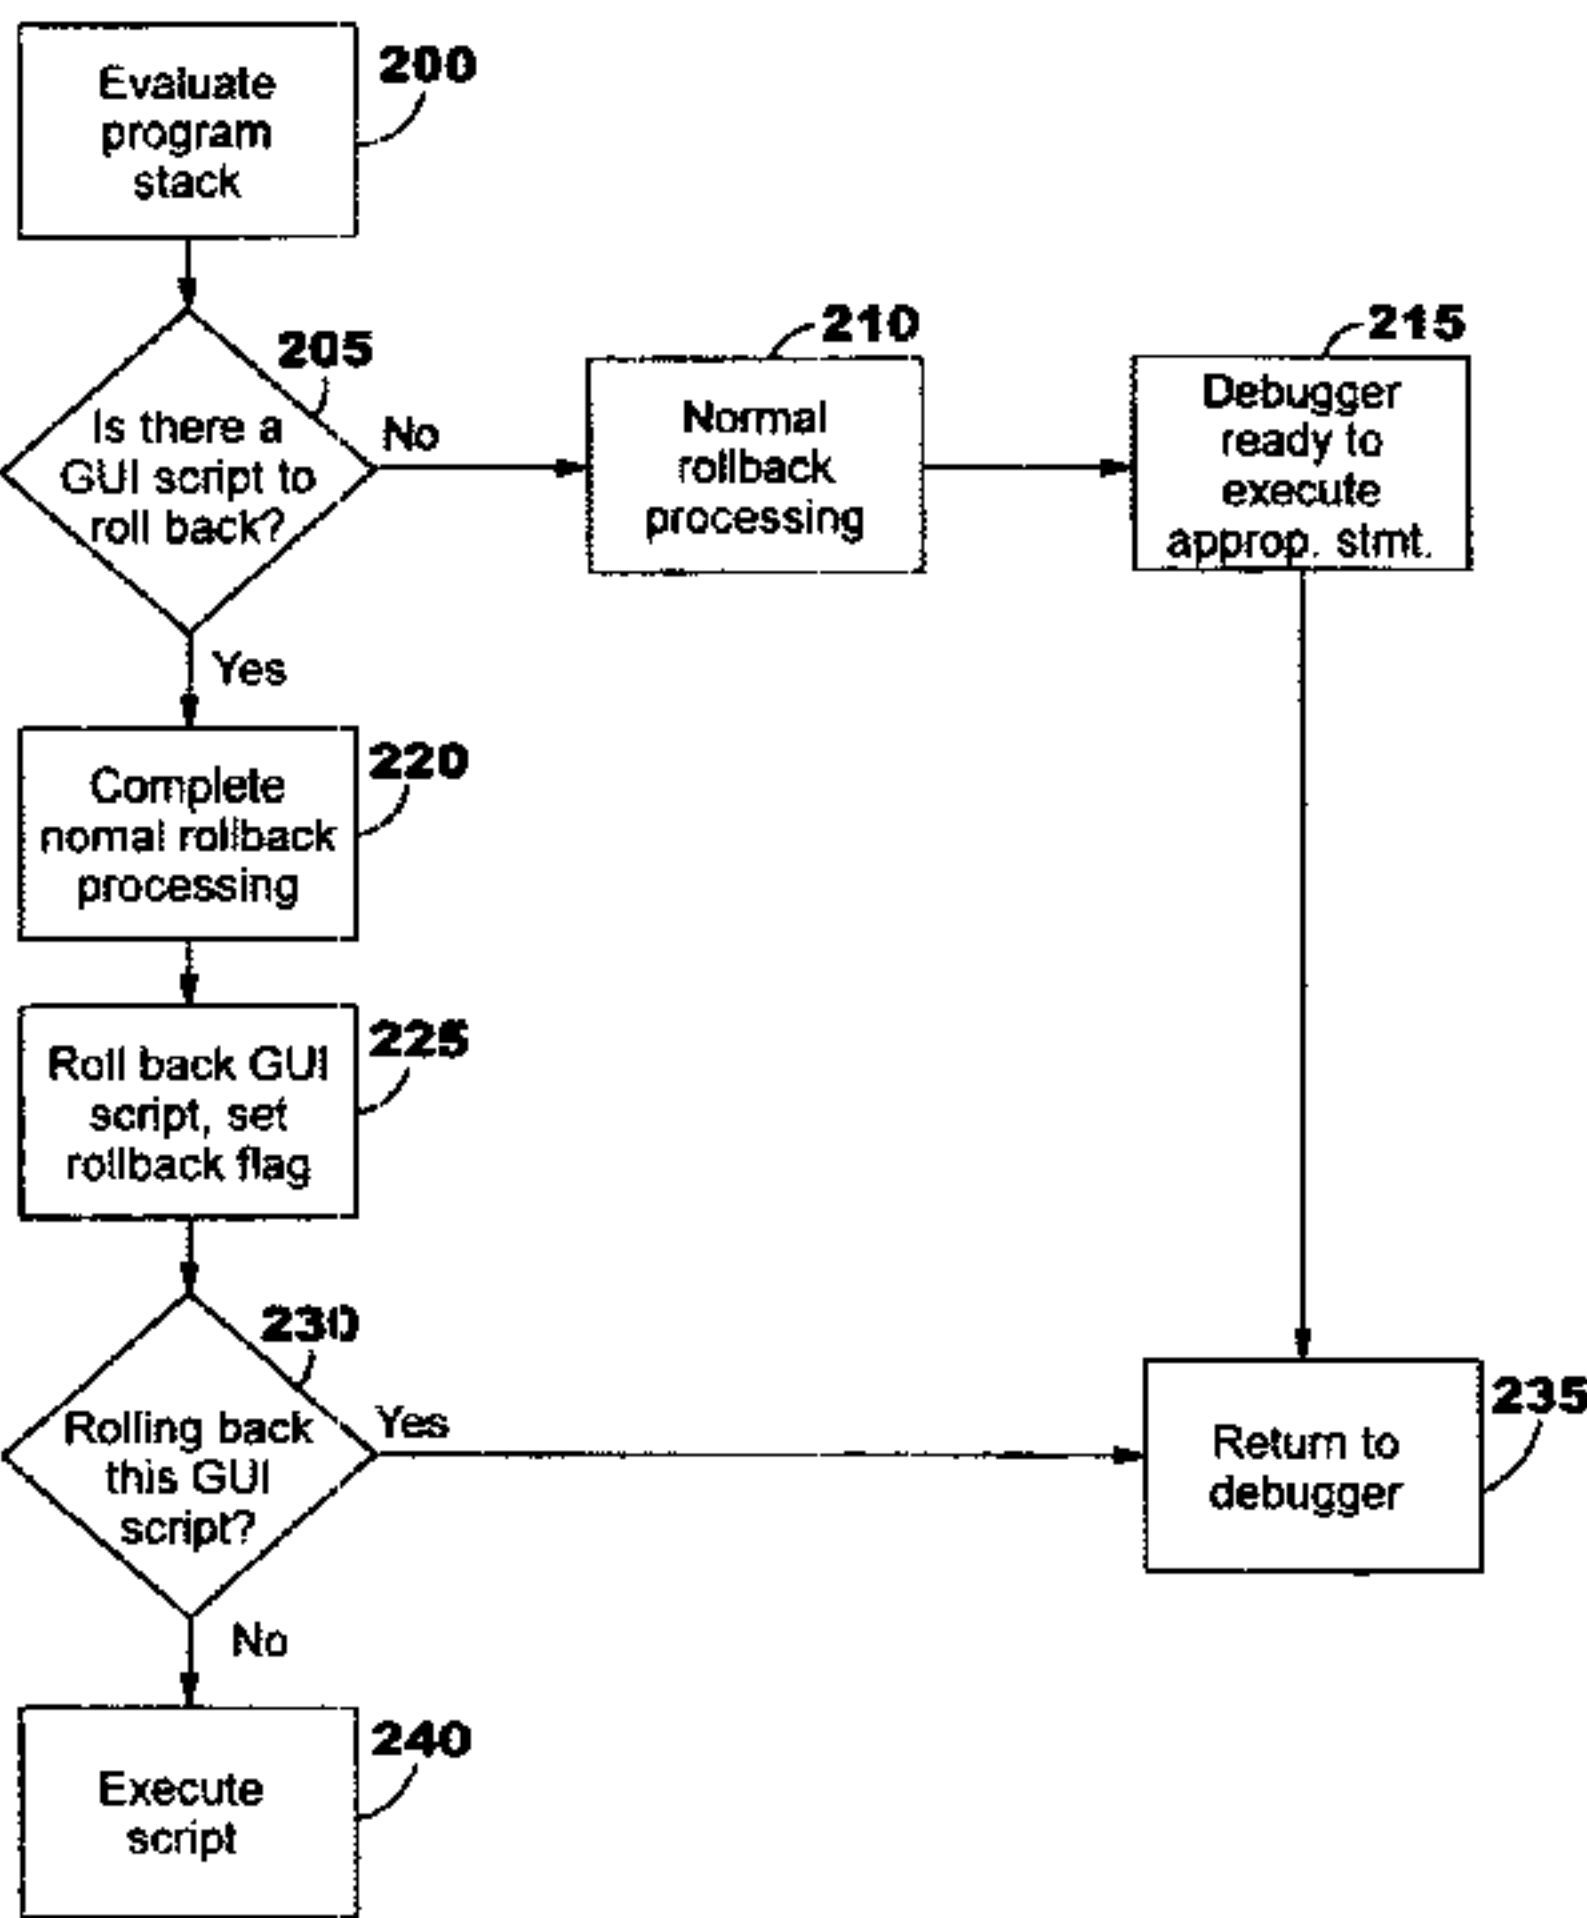 200
Evaluate
program
stack
205
Is there a
GUI script to
roll back?
No
210
Normal
rollback
processing
215
Debugger
ready to
execute
approp. stmt.
Yes
220
Complete
nomal rollback
processing
225
Roll back GUI
script, set
rollback flag
230
Rolling back
this GUI
script?
Yes
235
Return to
debugger
No
240
Execute
script